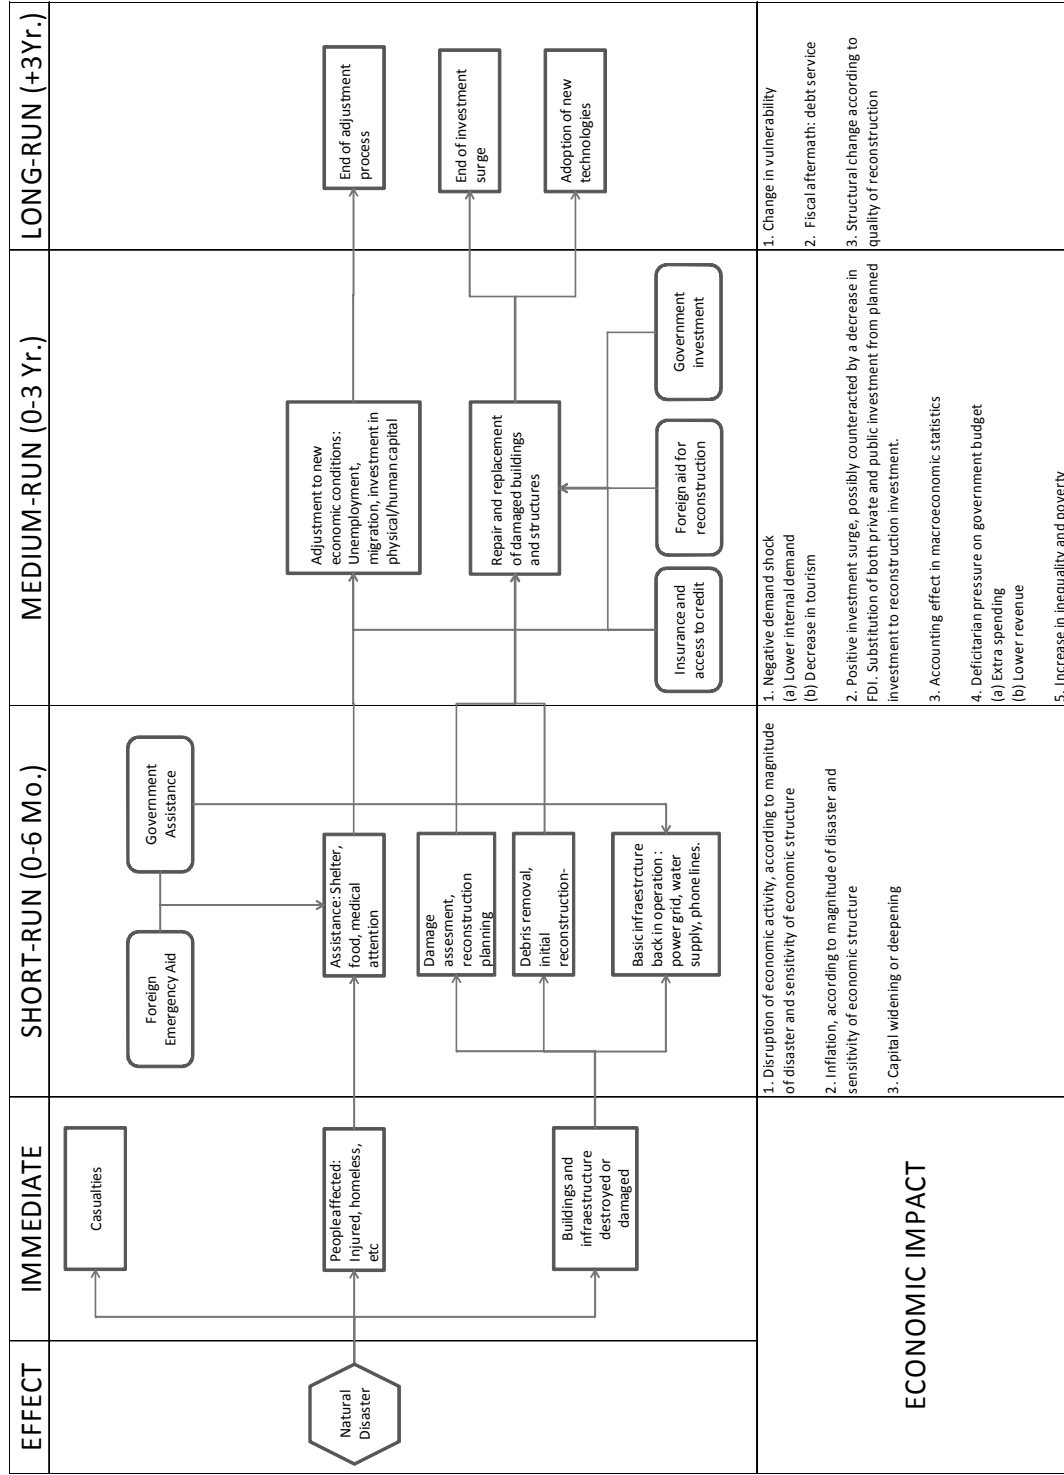 EFFECT
IMMEDIATE
SHORT-RUN (0-6 Mo.)
MEDIUM-RUN (0-3 Yr.)
LONG-RUN (+3Yr.)
Natural
Disaster
Casualties
People affected:
Injured, homeless,
etc
Buildings and
infraestructure
destroyed or
damaged
Foreign
Emergency Aid
Government
Assistance
Assistance: Shelter,
food, medical
attention
Damage
assesment,
reconstruction
planning
Debris removal,
initial
reconstruction-
Basic infraestrcture
back in operation :
power grid, water
supply, phone lines.
Adjustment to new
economic conditions:
Unemployment,
migration, investment in
physical/human capital
Repair and replacement
of damaged buildings
and structures
Insurance and
access to credit
Foreign aid for
reconstruction
Government
investment
End of adjustment
process
End of investment
surge
Adoption of new
technologies
ECONOMIC IMPACT
1. Disruption of economic activity, according to magnitude
of disaster and sensitivity of economic structure
2. Inflation, according to magnitude of disaster and
sensitivity of economic structure
3. Capital widening or deepening
1. Negative demand shock
(a) Lower internal demand
(b) Decrease in tourism
2. Positive investment surge, possibly counteracted by a decrease in
FDI. Substitution of both private and public investment from planned
investment to reconstruction investment.
3. Accounting effect in macroeconomic statistics
4. Deficitarian pressure on government budget
(a) Extra spending
(b) Lower revenue
5. Increase in inequality and poverty
1. Change in vulnerability
2. Fiscal aftermath: debt service
3. Structural change according to
quality of reconstruction